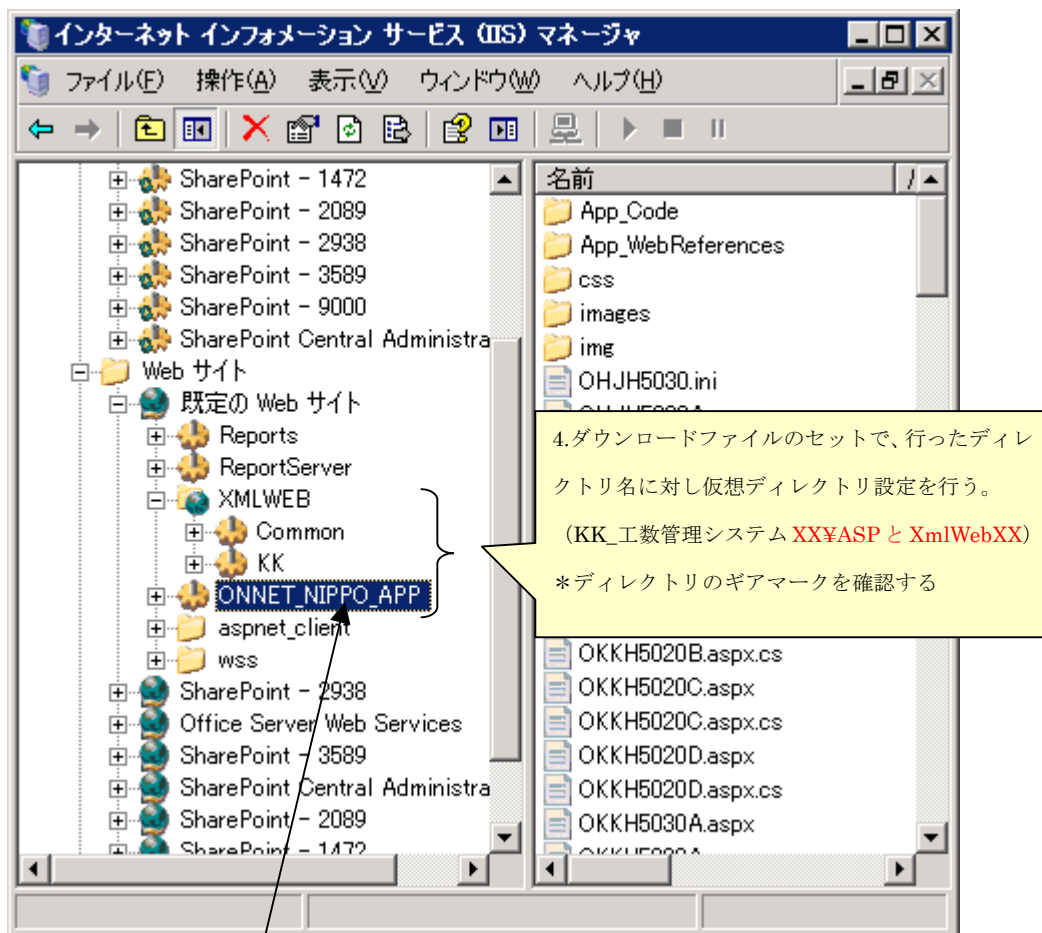 インターネット インフォメーション サービス (IIS) マネージャ
ファイル(F) 操作(A) 表示(V) ウィンドウ(W) ヘルプ(H)
SharePoint - 1472
SharePoint - 2089
SharePoint - 2938
SharePoint - 3589
SharePoint - 9000
SharePoint Central Administra
Web サイト
既定の Web サイト
Reports
ReportServer
XMLWEB
Common
KK
ONNET_NIPPO_APP
aspnet_client
wss
SharePoint - 2938
Office Server Web Services
SharePoint - 3589
SharePoint Central Administra
SharePoint - 2089
SharePoint - 1472
名前
App_Code
App_WebReferences
css
images
img
OHJH5030.ini
4.ダウンロードファイルのセットで、行ったディレ
クトリ名に対し仮想ディレクトリ設定を行う。
（KK_工数管理システム XX¥ASP と XmlWebXX）
＊ディレクトリのギアマークを確認する
OKKH5020B.aspx.cs
OKKH5020C.aspx
OKKH5020C.aspx.cs
OKKH5020D.aspx
OKKH5020D.aspx.cs
OKKH5030A.aspx